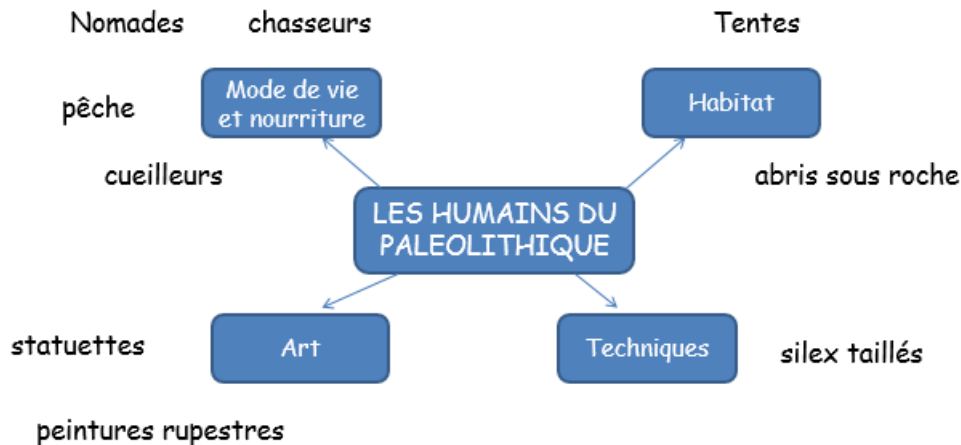 Nomades
chasseurs
Tentes
Mode de vie
et nourriture
Habitat
pêche
cueilleurs
abris sous roche
LES HUMAINS DU
PALEOLITHIQUE
statuettes
Art
Techniques
silex taillés
peintures rupestres